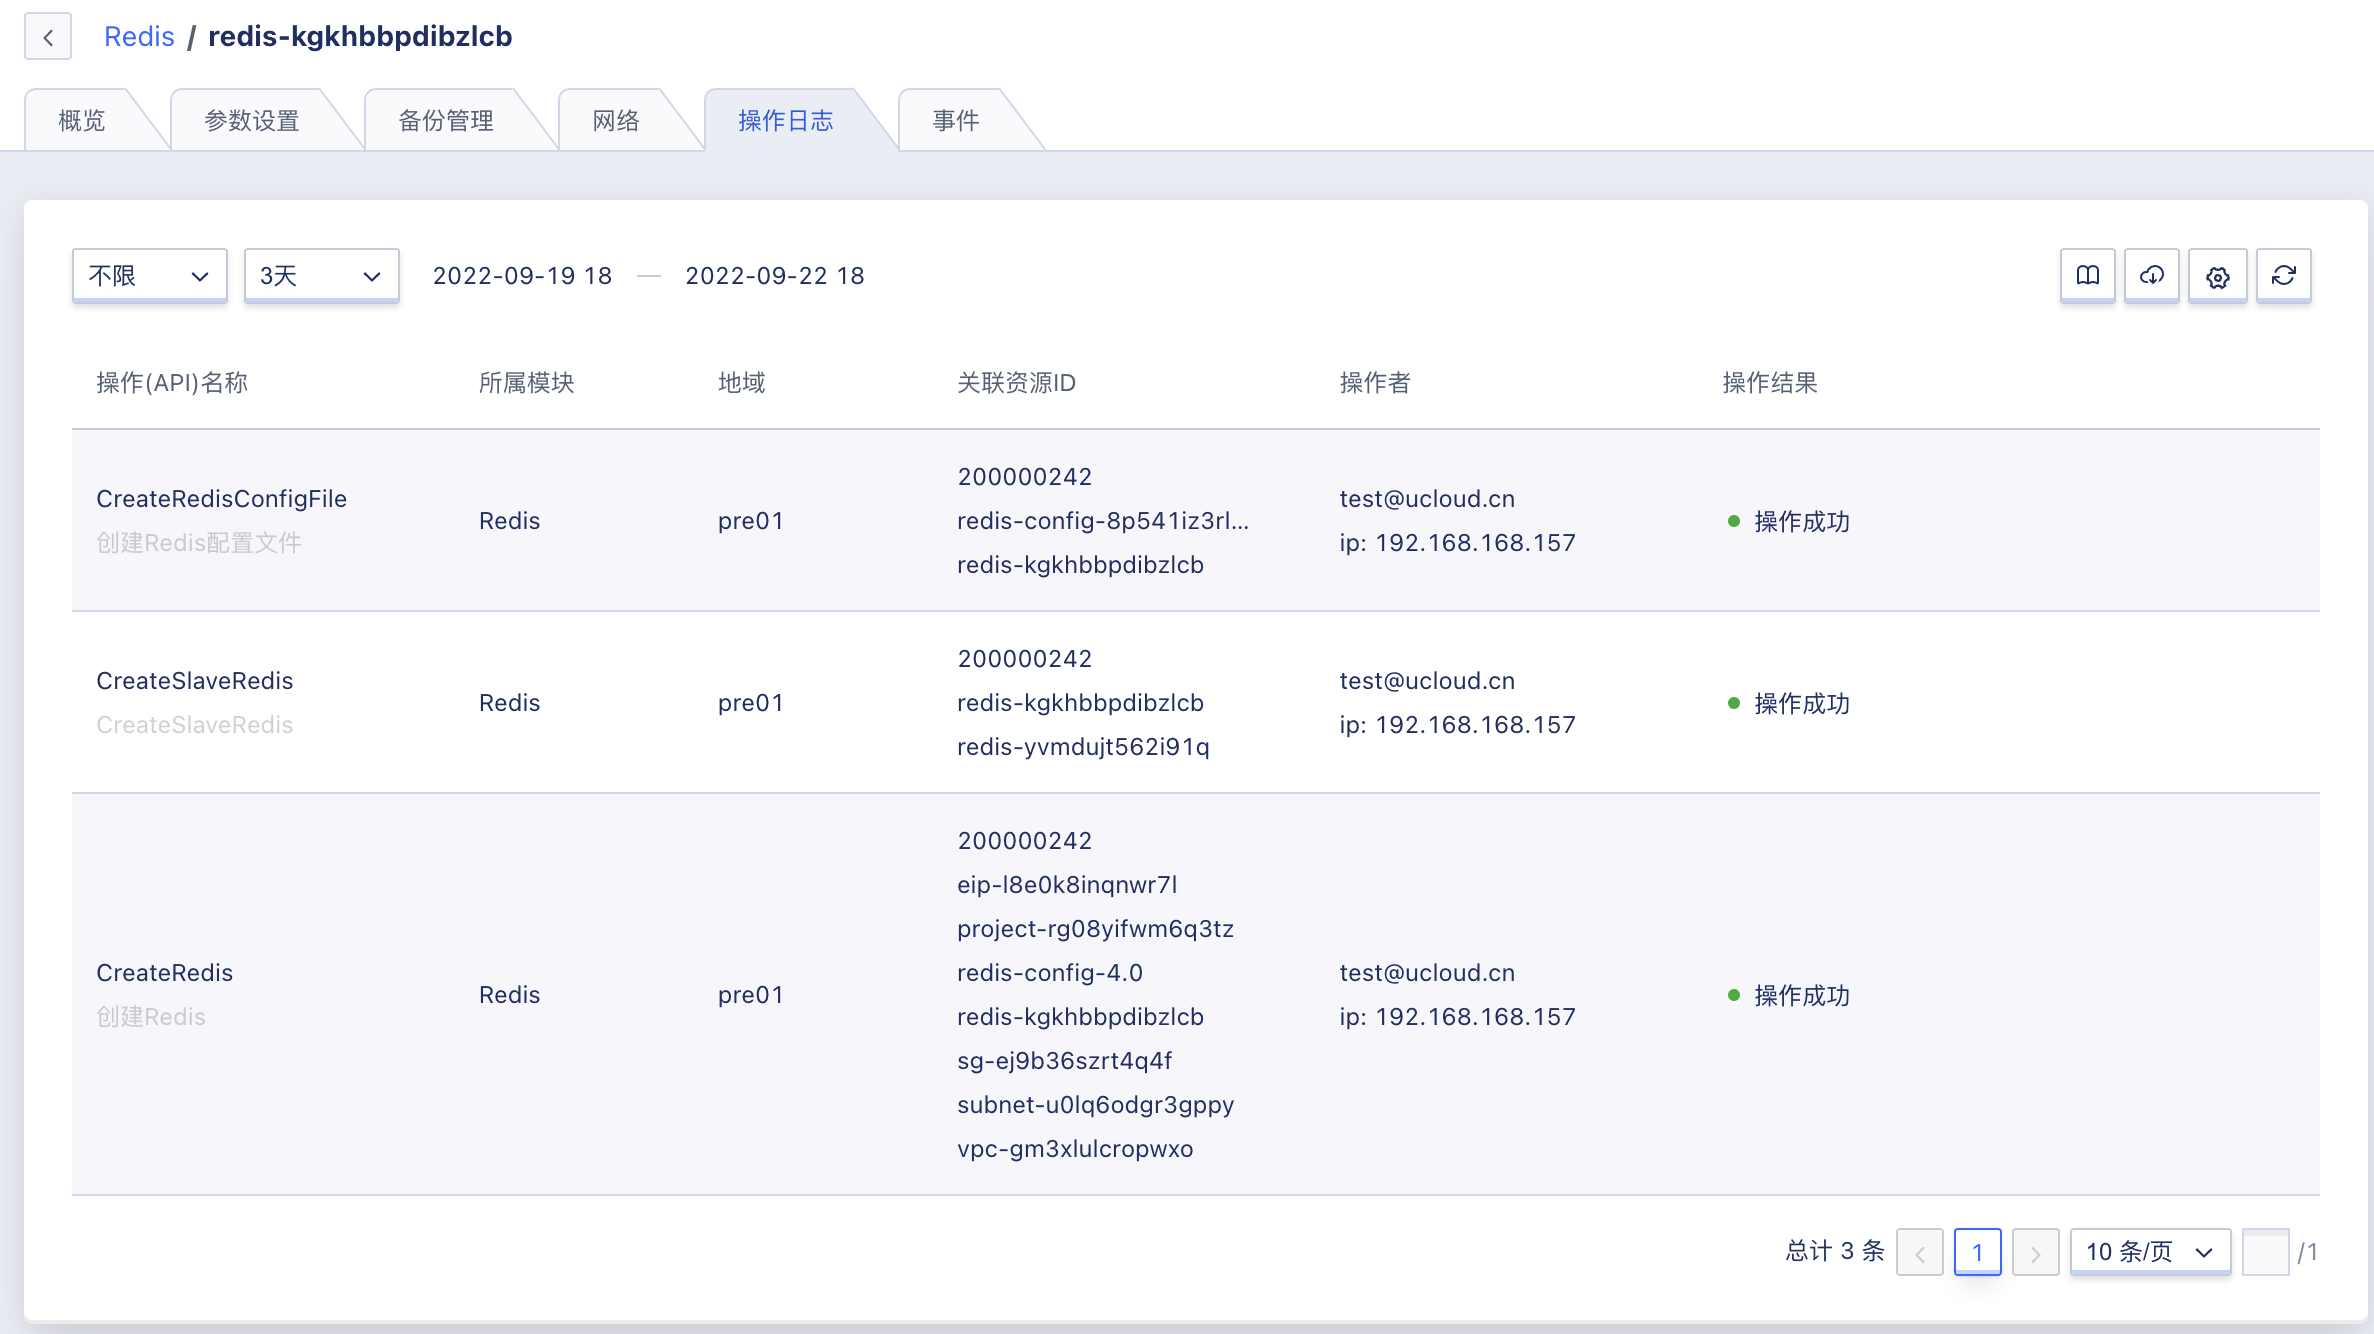 Redis / redis-kgkhbbpdibzlcb
概览 参数设置 备份管理 网络 操作日志 事件
不限 3天 2022-09-19 18 — 2022-09-22 18
操作(API)名称 所属模块 地域 关联资源ID 操作者 操作结果
CreateRedisConfigFile
创建Redis配置文件
Redis
pre01
200000242
redis-config-8p541iz3rl...
redis-kgkhbbpdibzlcb
test@ucloud.cn
ip: 192.168.168.157
操作成功
CreateSlaveRedis
CreateSlaveRedis
Redis
pre01
200000242
redis-kgkhbbpdibzlcb
redis-yvmdujt562i91q
test@ucloud.cn
ip: 192.168.168.157
操作成功
CreateRedis
创建Redis
Redis
pre01
200000242
eip-l8e0k8inqnwr7l
project-rg08yifwm6q3tz
redis-config-4.0
redis-kgkhbbpdibzlcb
sg-ej9b36szrt4q4f
subnet-u0lq6odgr3gppy
vpc-gm3xlulcropwxo
test@ucloud.cn
ip: 192.168.168.157
操作成功
总计 3 条 1 10 条/页 /1